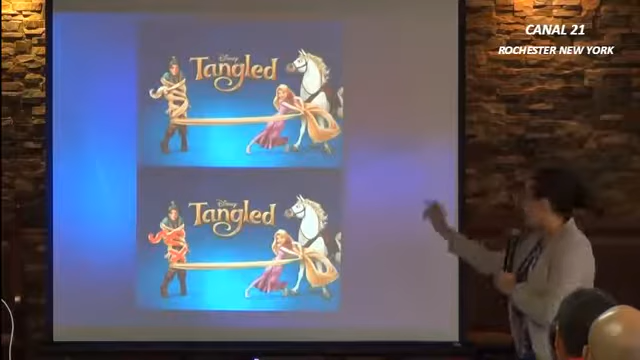 CANAL 21
ROCHESTER NEW YORK
Disney
Tangled
Disney
Tangled